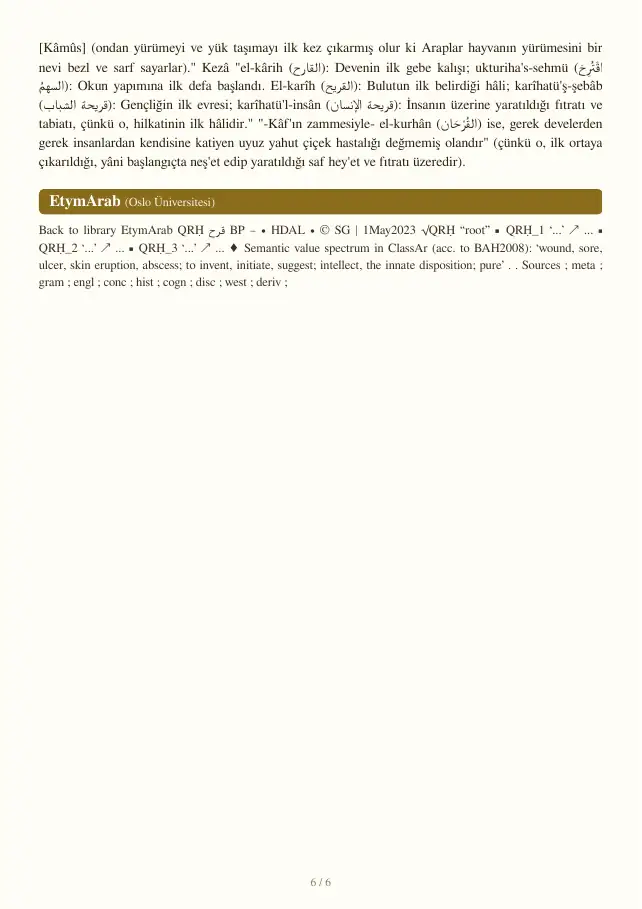 [Kâmûs] (ondan yürümeyi ve yük taşımayı ilk kez çıkarmış olur ki Araplar hayvanın yürümesini bir
nevi bezl ve sarf sayarlar)." Kezâ "el-kârih (القارح): Devenin ilk gebe kalışı; ukturiha's-sehmü (اقْتُرِحَ
السهمُ): Okun yapımına ilk defa başlandı. El-karîh (القريح): Bulutun ilk belirdiği hâli; karîhatü'ş-şebâb
(قريحة الشباب): Gençliğin ilk evresi; karîhatü'l-insân (قريحة الإنسان): İnsanın üzerine yaratıldığı fıtratı ve
tabiatı, çünkü o, hilkatinin ilk hâlidir." "-Kâf'ın zammesiyle- el-kurhân (القُرْحَان) ise, gerek develerden
gerek insanlardan kendisine katiyen uyuz yahut çiçek hastalığı değmemiş olandır" (çünkü o, ilk ortaya
çıkarıldığı, yâni başlangıçta neş'et edip yaratıldığı saf hey'et ve fıtratı üzeredir).
EtymArab (Oslo Üniversitesi)
Back to library EtymArab QRḤ قرح BP – • HDAL • © SG | 1May2023 √QRḤ “root” ▪ QRḤ_1 ‘...’ ↗ ... ▪
QRḤ_2 ‘...’ ↗ ... ▪ QRḤ_3 ‘...’ ↗ ... ♦ Semantic value spectrum in ClassAr (acc. to BAH2008): ‘wound, sore,
ulcer, skin eruption, abscess; to invent, initiate, suggest; intellect, the innate disposition; pure’ . . Sources ; meta ;
gram ; engl ; conc ; hist ; cogn ; disc ; west ; deriv ;
6 / 6